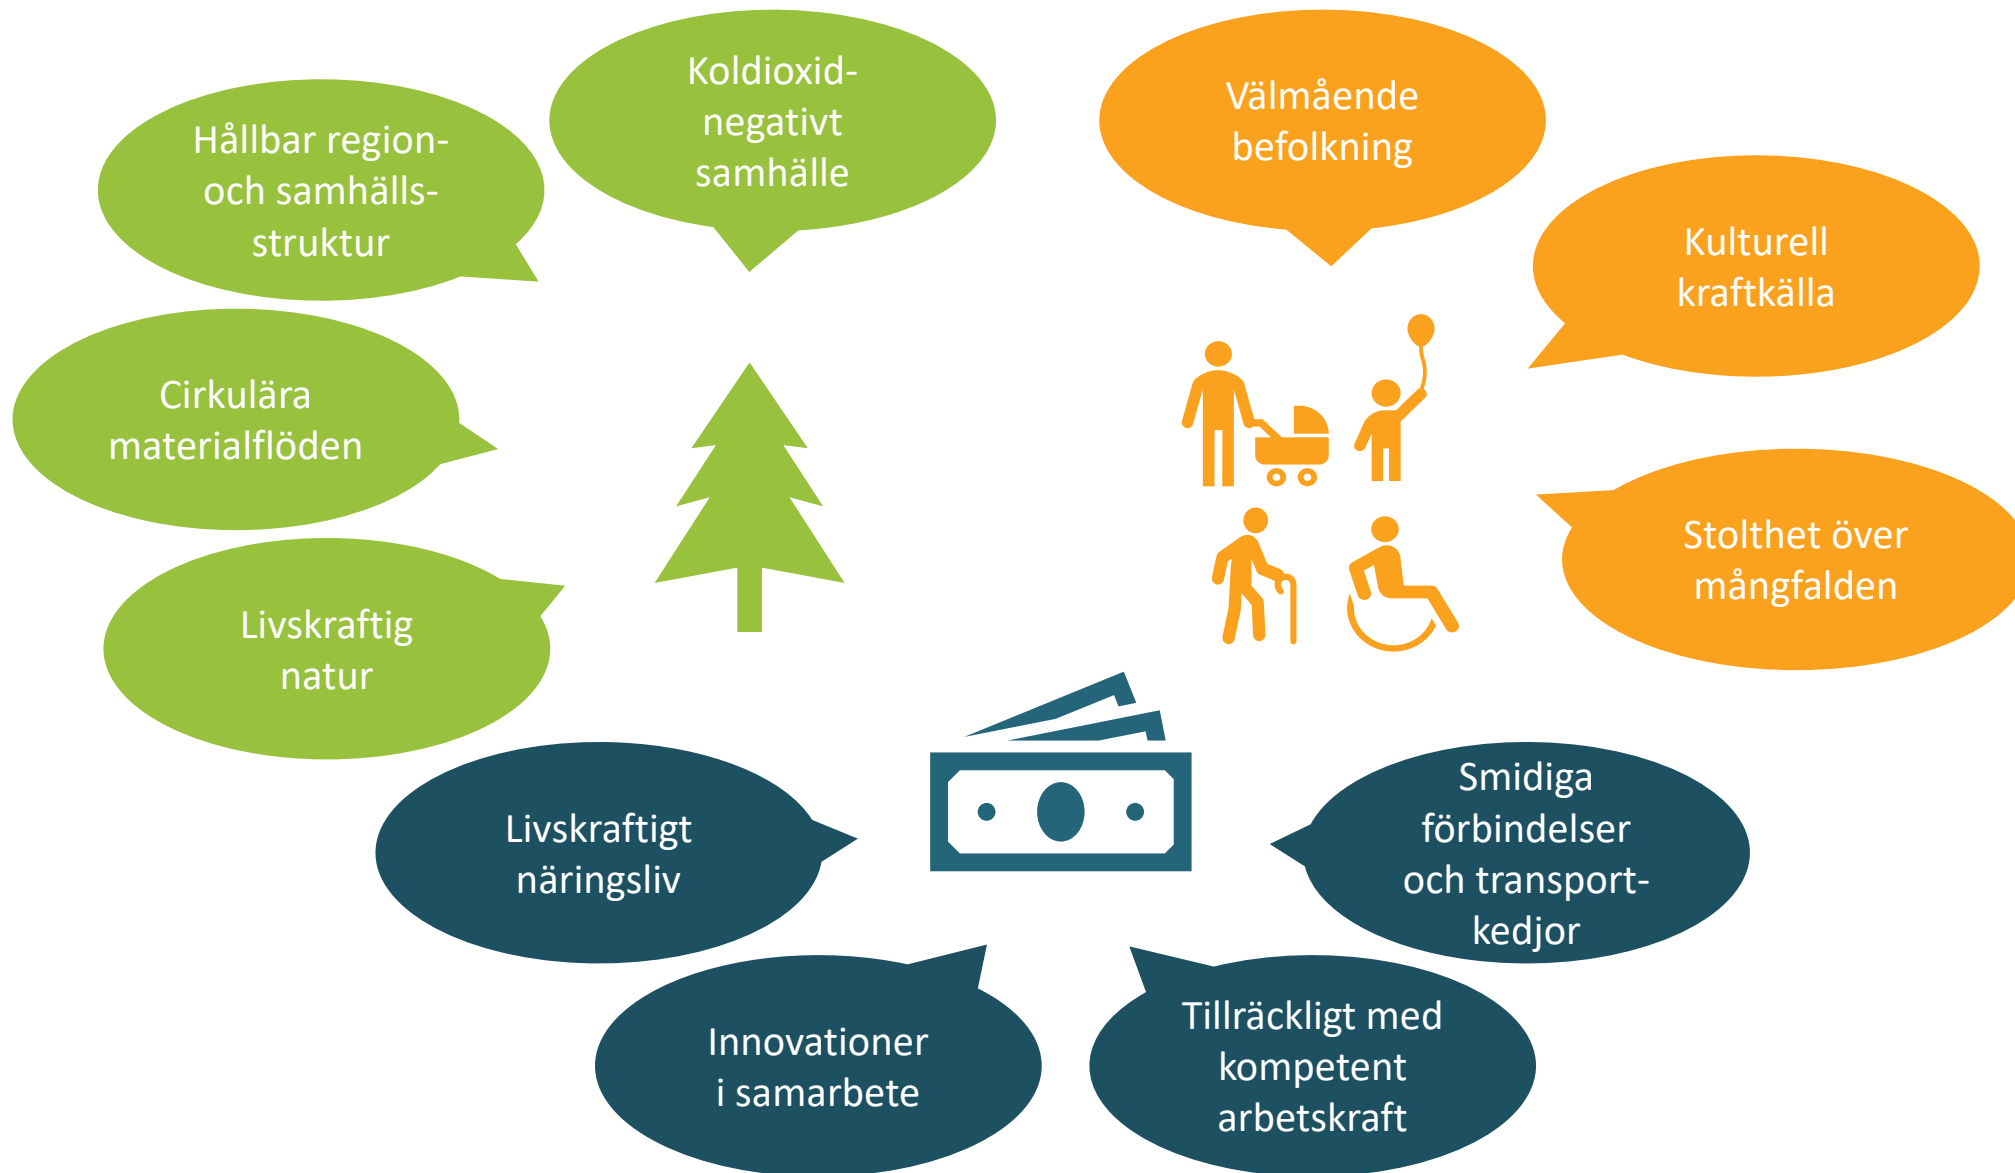 Koldioxid-
negativt
samhälle
Hållbar region-
och samhälls-
struktur
Cirkulära
materialflöden
Livskraftig
natur
Välmående
befolkning
Kulturell
kraftkälla
Stolthet över
mångfalden
Livskraftigt
näringsliv
Innovationer
i samarbete
Tillräckligt med
kompetent
arbetskraft
Smidiga
förbindelser
och transport-
kedjor